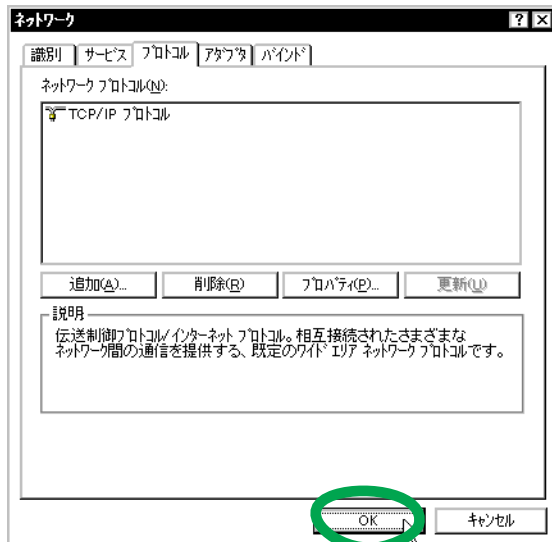 ネットワーク
識別 サービス プロトコル アダプタ バインド
ネットワーク プロトコル(N):
TCP/IP プロトコル
追加(A)... 削除(R) プロパティ(P)... 更新(U)
説明
伝送制御プロトコル/インターネット プロトコル。相互接続されたさまざまな
ネットワーク間の通信を提供する、既定のワイド エリア ネットワーク プロトコルです。
OK キャンセル